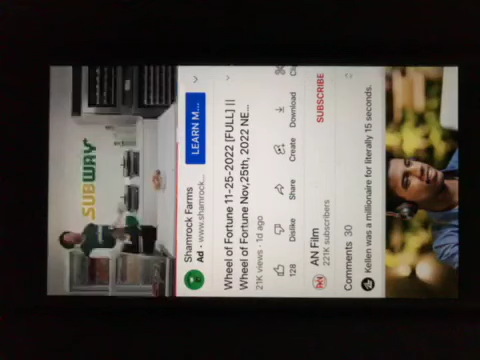 SUBWAY
Shamrock Farms
Ad · www.shamrock...
LEARN M...
Wheel of Fortune 11-25-2022 [FULL] ||
Wheel of Fortune Nov,25th, 2022 NE...
21K views · 1d ago
128
Dislike
Share
Create
Download
Cli
AN Film
221K subscribers
SUBSCRIBE
Comments 30
Kellen was a millionaire for literally 15 seconds.